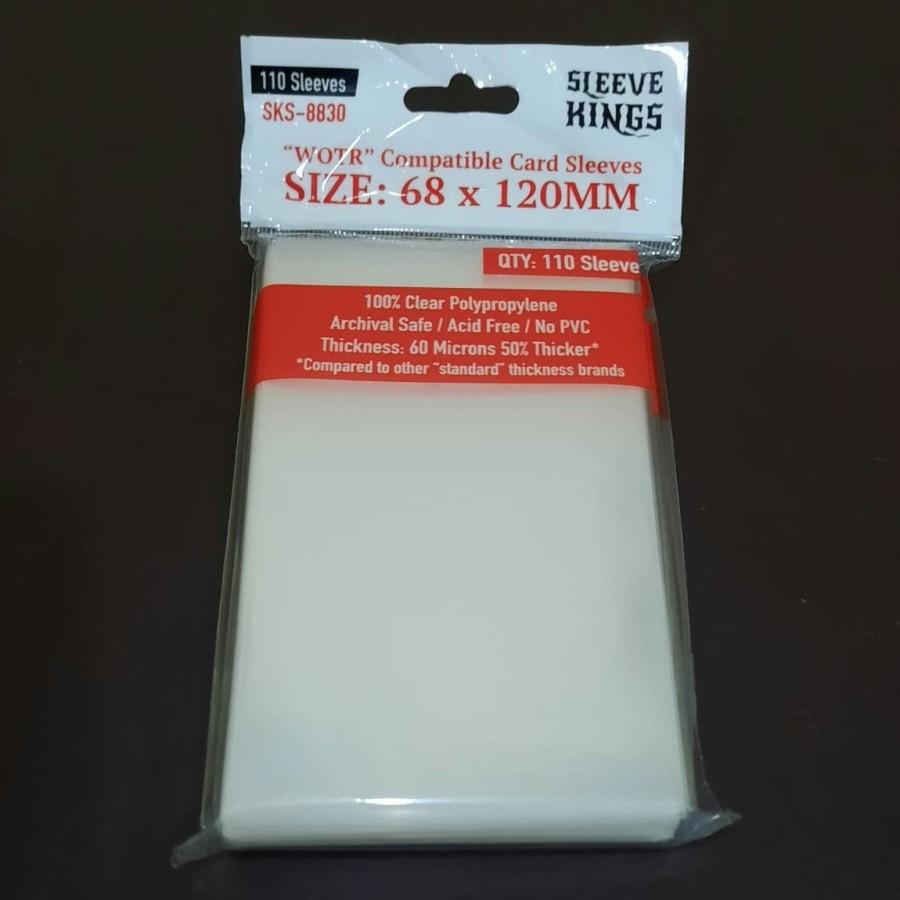 110 Sleeves
SKS-8830
SLEEVE
KINGS
"WOTR" Compatible Card Sleeves
SIZE: 68 x 120MM
QTY: 110 Sleeve
100% Clear Polypropylene
Archival Safe / Acid Free / No PVC
Thickness: 60 Microns 50% Thicker*
*Compared to other "standard" thickness brands